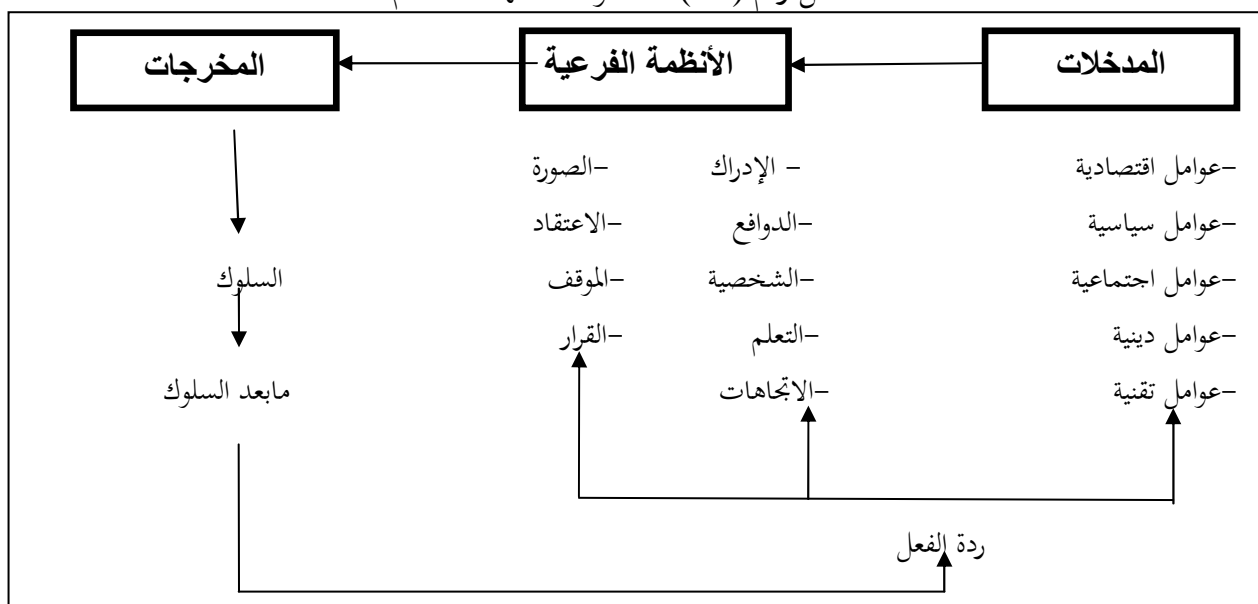 المدخلات الأنظمة الفرعية المخرجات
-عوامل اقتصادية - الإدراك -الصورة
-عوامل سياسية -الدوافع -الاعتقاد
-عوامل اجتماعية -الشخصية -الموقف السلوك
-عوامل دينية -التعلم -القرار
-عوامل تقنية -الاتجاهات مابعد السلوك
ردة الفعل